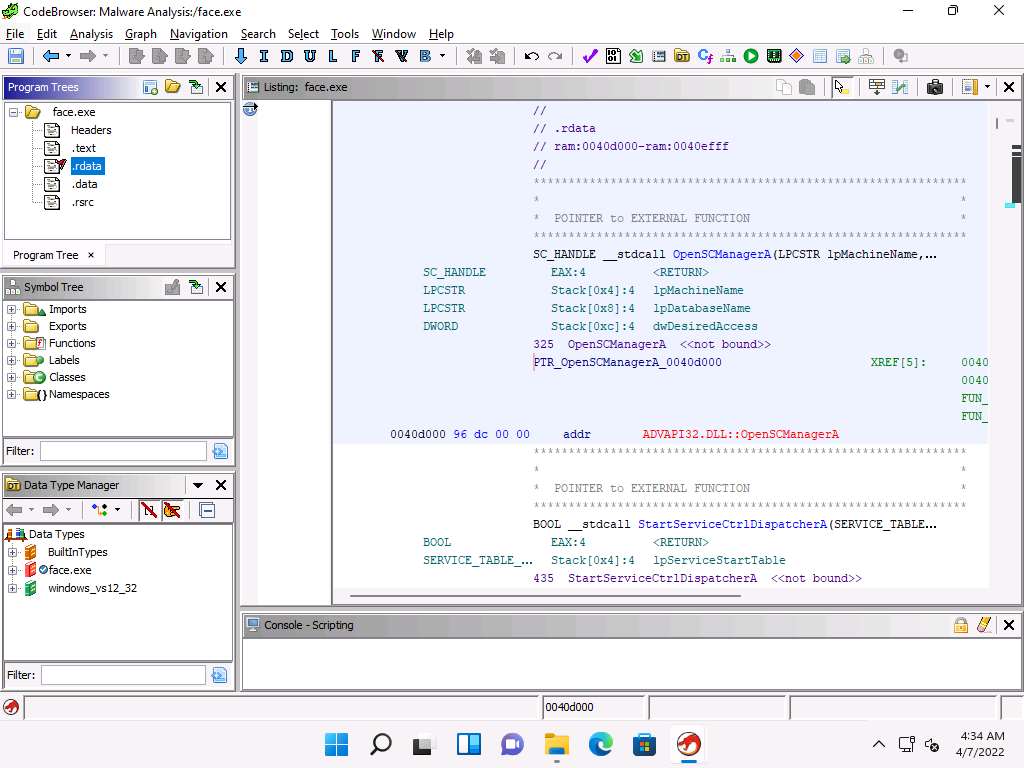 CodeBrowser: Malware Analysis:/face.exe
File Edit Analysis Graph Navigation Search Select Tools Window Help
I D U L F R V B
Program Trees
face.exe
Headers
.text
.rdata
.data
.rsrc
Program Tree ×
Symbol Tree
Imports
Exports
Functions
Labels
Classes
Namespaces
Filter:
Data Type Manager
Data Types
BuiltInTypes
face.exe
windows_vs12_32
Filter:
Listing: face.exe
//
// .rdata
// ram:0040d000-ram:0040efff
//
*************************************************************
* *
* POINTER to EXTERNAL FUNCTION *
*************************************************************
SC_HANDLE __stdcall OpenSCManagerA(LPCSTR lpMachineName,...
SC_HANDLE EAX:4 <RETURN>
LPCSTR Stack[0x4]:4 lpMachineName
LPCSTR Stack[0x8]:4 lpDatabaseName
DWORD Stack[0xc]:4 dwDesiredAccess
325 OpenSCManagerA <<not bound>>
PTR_OpenSCManagerA_0040d000 XREF[5]: 0040
0040
FUN_
FUN_
0040d000 96 dc 00 00 addr ADVAPI32.DLL::OpenSCManagerA
*************************************************************
* *
* POINTER to EXTERNAL FUNCTION *
*************************************************************
BOOL __stdcall StartServiceCtrlDispatcherA(SERVICE_TABLE...
BOOL EAX:4 <RETURN>
SERVICE_TABLE_... Stack[0x4]:4 lpServiceStartTable
435 StartServiceCtrlDispatcherA <<not bound>>
Console - Scripting
0040d000
4:34 AM
4/7/2022